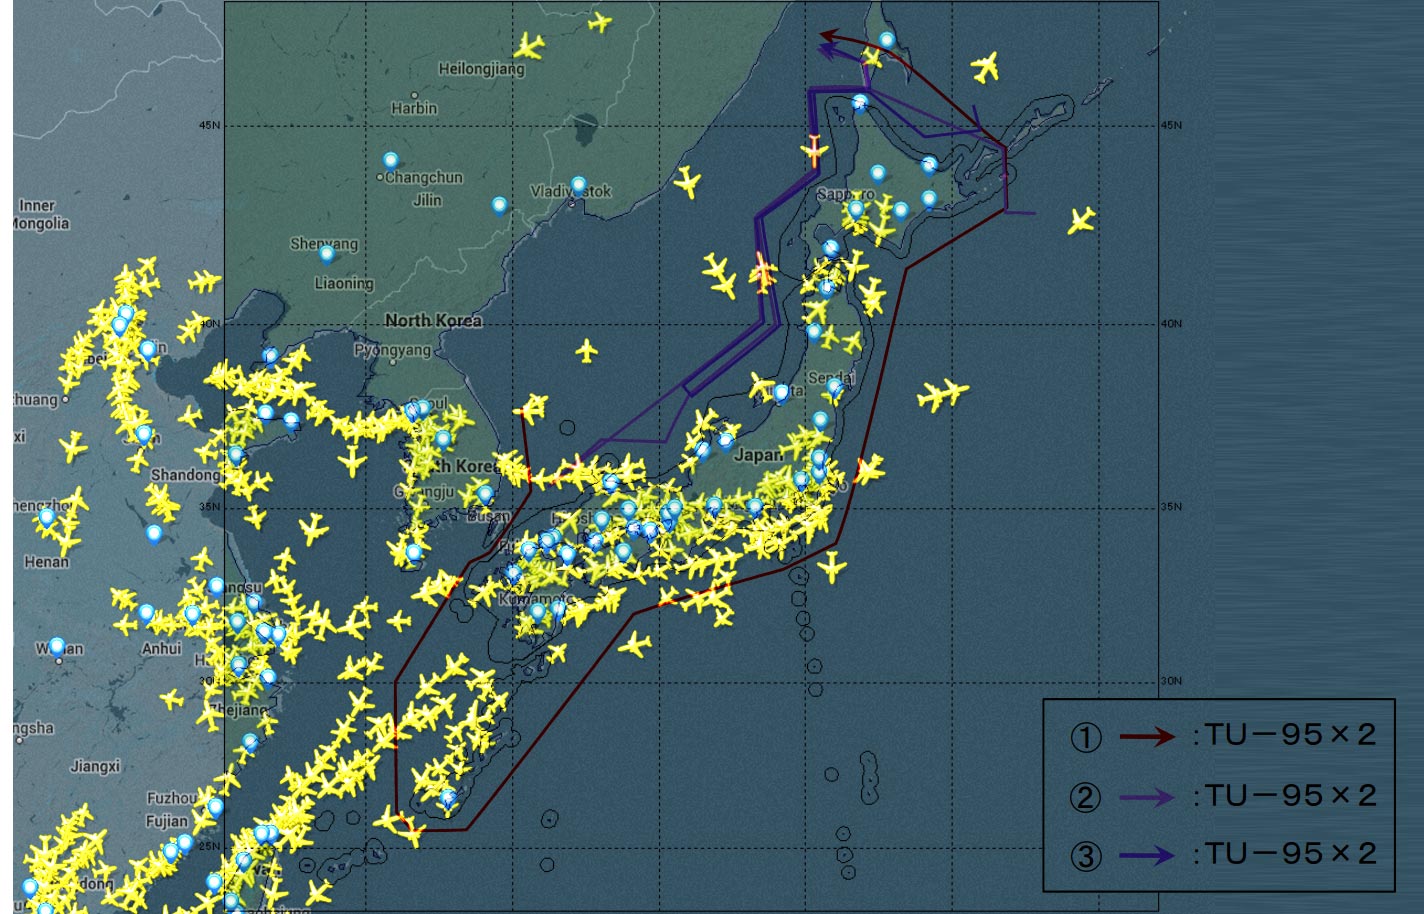 Heilongjiang
Harbin
45N
45N
Changchun
Jilin
Inner
Mongolia
Sapporo
Shenyang
Liaoning
40N
40N
North Korea
Pyongyang
Sendai
Japan
Shandong
Gwangju
Busan
35N
35N
Henan
Kumamoto
Anhui
30N
30N
Zhejiang
Jiangxi
Fuzhou
Fujian
25N
25N
① :TU－95×2
② :TU－95×2
③ :TU－95×2